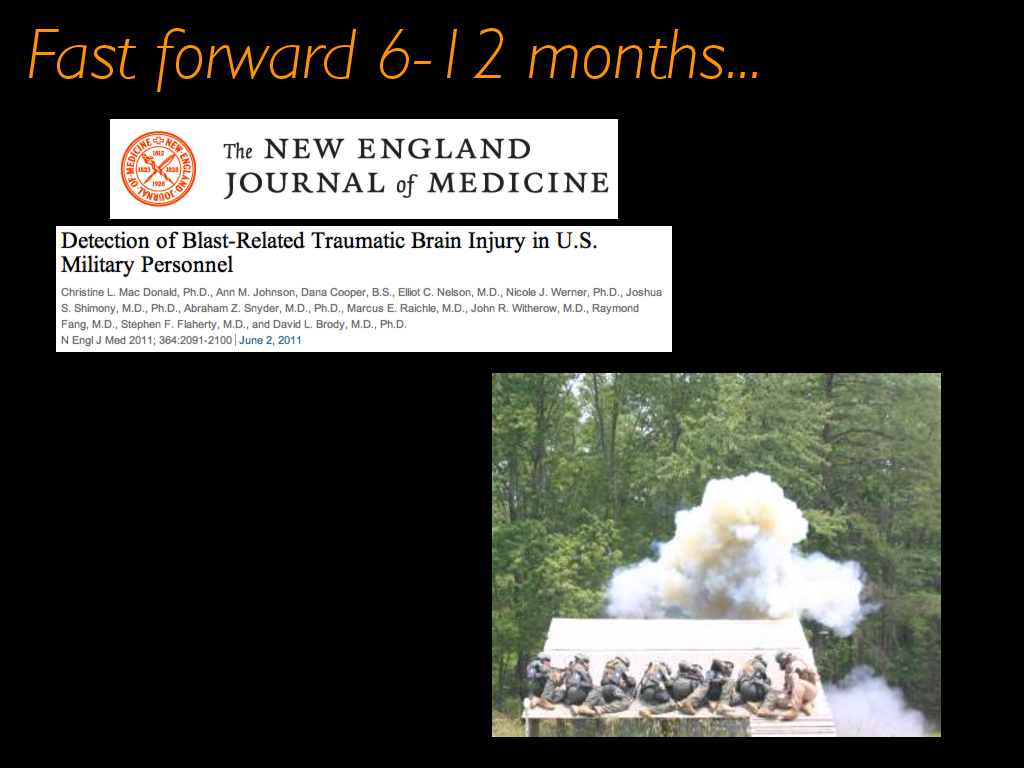 Fast forward 6-12 months...
The NEW ENGLAND
JOURNAL of MEDICINE
NEW-ENGLAND JOURNAL OF MEDICINE
1812
1823 1828
1928
Detection of Blast-Related Traumatic Brain Injury in U.S.
Military Personnel
Christine L. Mac Donald, Ph.D., Ann M. Johnson, Dana Cooper, B.S., Elliot C. Nelson, M.D., Nicole J. Werner, Ph.D., Joshua
S. Shimony, M.D., Ph.D., Abraham Z. Snyder, M.D., Ph.D., Marcus E. Raichle, M.D., John R. Witherow, M.D., Raymond
Fang, M.D., Stephen F. Flaherty, M.D., and David L. Brody, M.D., Ph.D.
N Engl J Med 2011; 364:2091-2100 | June 2, 2011